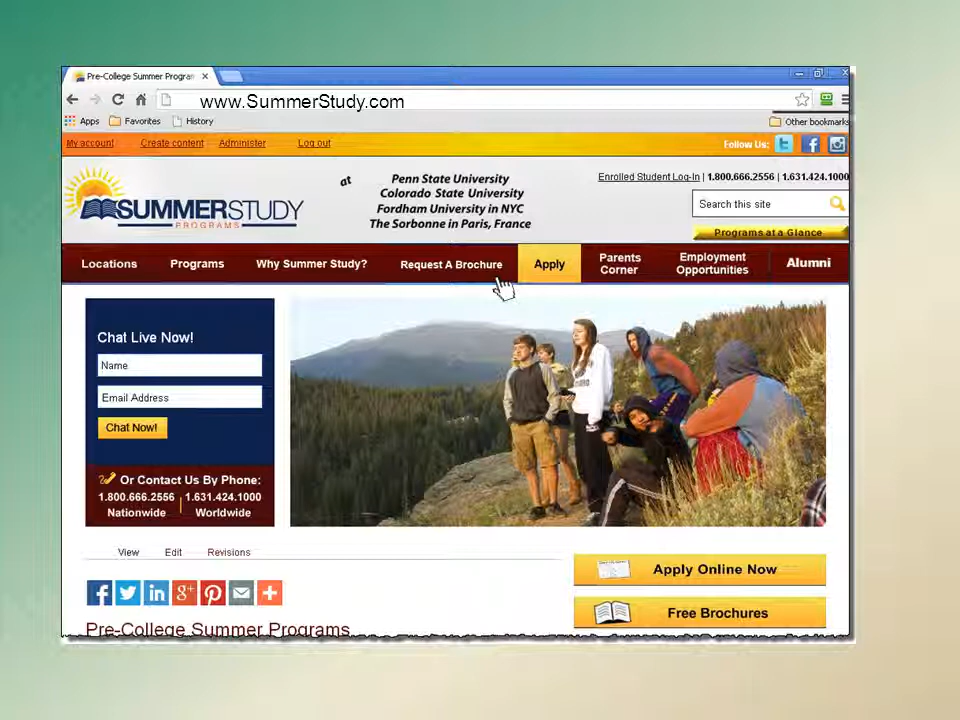 Pre-College Summer Program
www.SummerStudy.com
Apps Favorites History Other bookmarks
My account Create content Administer Log out Follow Us:
at Penn State University
Colorado State University
Fordham University in NYC
The Sorbonne in Paris, France
Enrolled Student Log-In | 1.800.666.2556 | 1.631.424.1000
SUMMERSTUDY
PROGRAMS
Search this site
Programs at a Glance
Locations Programs Why Summer Study? Request A Brochure Apply Parents Corner Employment Opportunities Alumni
Chat Live Now!
Name
Email Address
Chat Now!
Or Contact Us By Phone:
1.800.666.2556 1.631.424.1000
Nationwide Worldwide
View Edit Revisions
Apply Online Now
Free Brochures
Pre-College Summer Programs